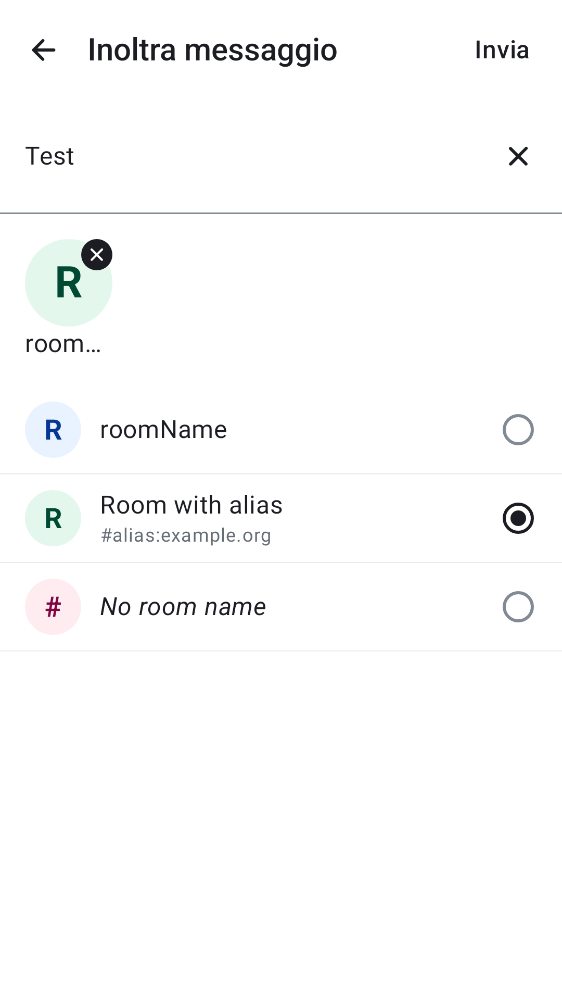 Inoltra messaggio
Invia
Test
R
room…
R
roomName
R
Room with alias
#alias:example.org
#
No room name